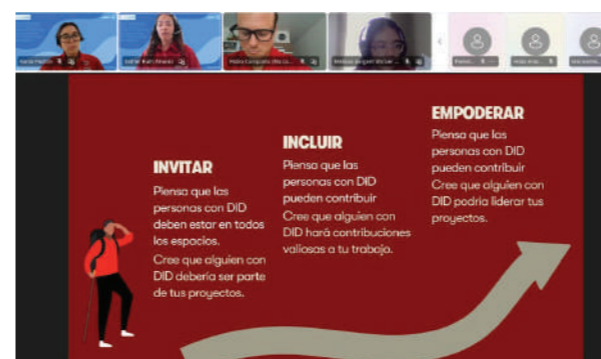 INVITAR
Piensa que las
personas con DID
deben estar en todos
los espacios.
Cree que alguien con
DID debería ser parte
de tus proyectos.
INCLUIR
Piensa que las
personas con DID
pueden contribuir
Cree que alguien con
DID hará contribuciones
valiosas a tu trabajo.
EMPODERAR
Piensa que las
personas con DID
pueden contribuir
Cree que alguien con
DID podría liderar tus
proyectos.